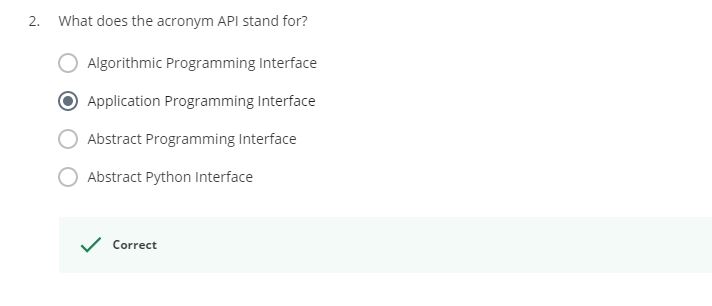 2. What does the acronym API stand for?
Algorithmic Programming Interface
Application Programming Interface
Abstract Programming Interface
Abstract Python Interface
Correct